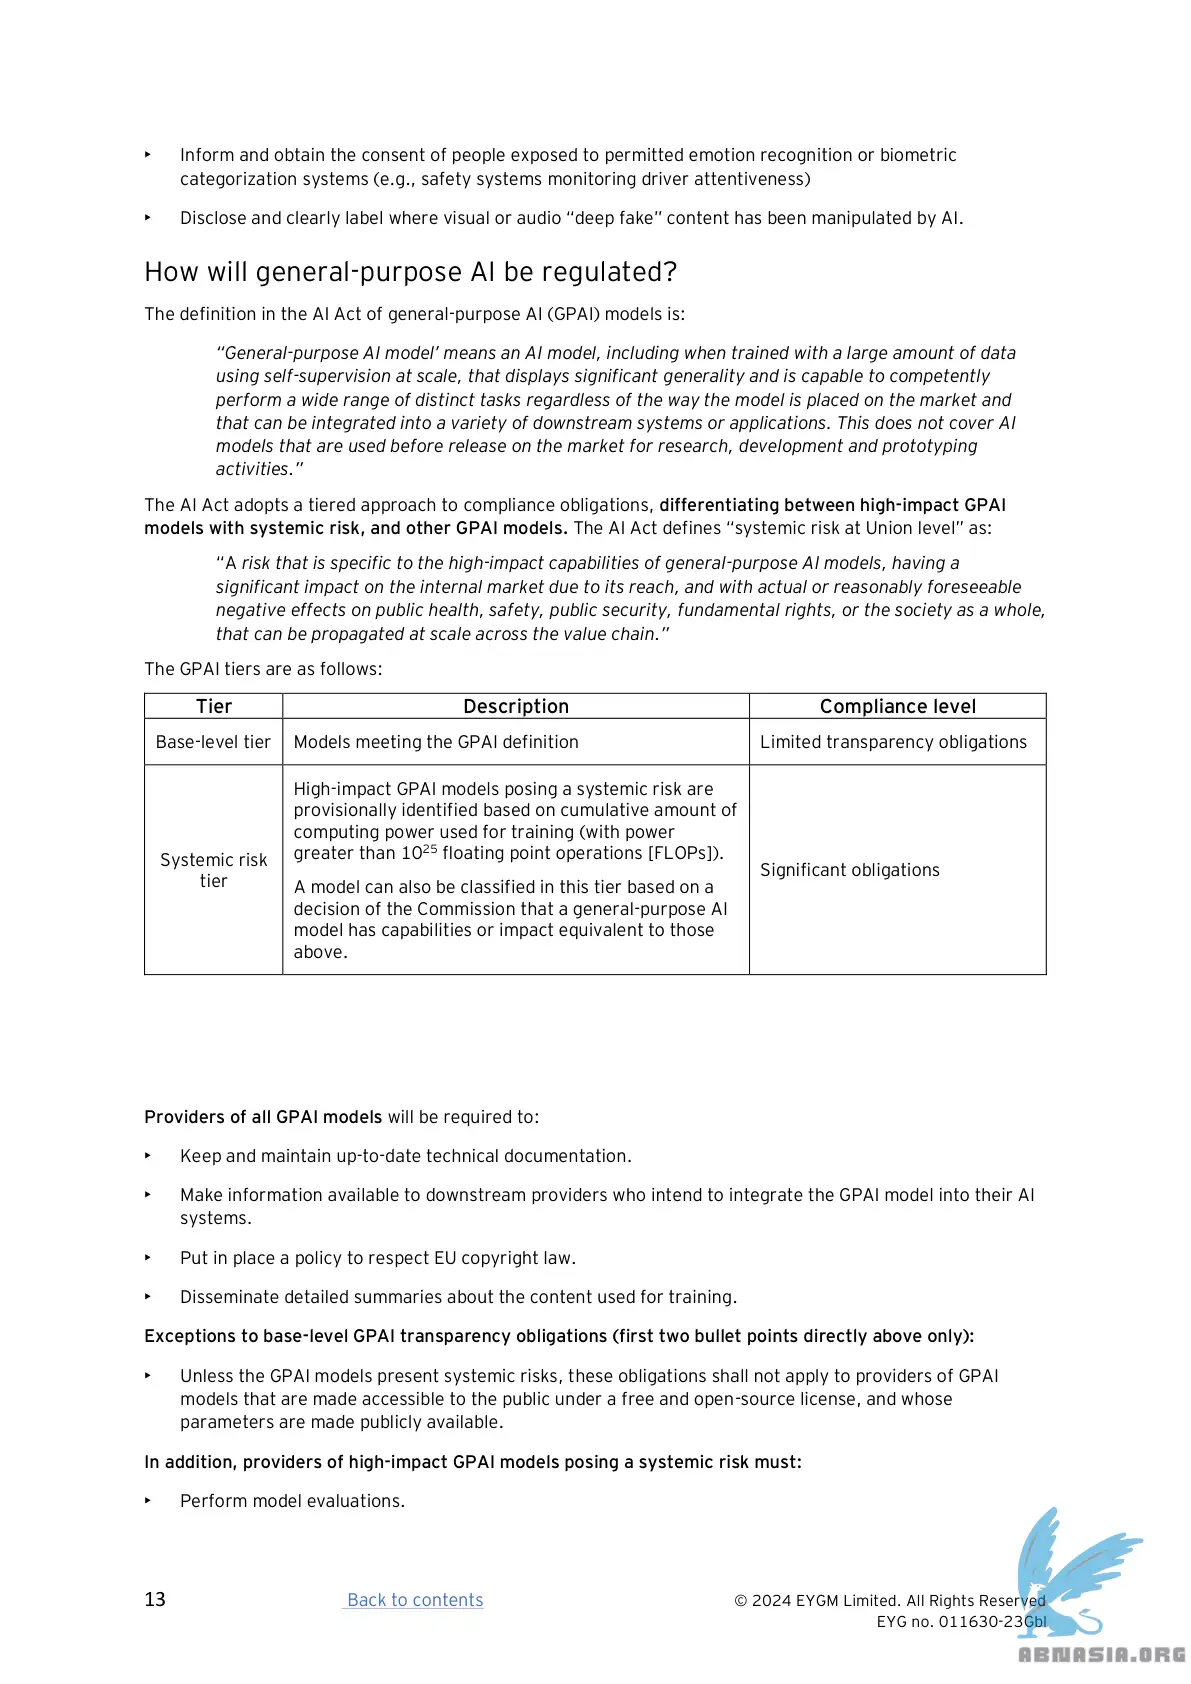 ‣ Inform and obtain the consent of people exposed to permitted emotion recognition or biometric
categorization systems (e.g., safety systems monitoring driver attentiveness)
‣ Disclose and clearly label where visual or audio “deep fake” content has been manipulated by AI.
How will general-purpose AI be regulated?
The definition in the AI Act of general-purpose AI (GPAI) models is:
“General-purpose AI model’ means an AI model, including when trained with a large amount of data
using self-supervision at scale, that displays significant generality and is capable to competently
perform a wide range of distinct tasks regardless of the way the model is placed on the market and
that can be integrated into a variety of downstream systems or applications. This does not cover AI
models that are used before release on the market for research, development and prototyping
activities.”
The AI Act adopts a tiered approach to compliance obligations, differentiating between high-impact GPAI
models with systemic risk, and other GPAI models. The AI Act defines “systemic risk at Union level” as:
“A risk that is specific to the high-impact capabilities of general-purpose AI models, having a
significant impact on the internal market due to its reach, and with actual or reasonably foreseeable
negative effects on public health, safety, public security, fundamental rights, or the society as a whole,
that can be propagated at scale across the value chain.”
The GPAI tiers are as follows:
Tier Description Compliance level
Base-level tier Models meeting the GPAI definition Limited transparency obligations
Systemic risk
tier
High-impact GPAI models posing a systemic risk are
provisionally identified based on cumulative amount of
computing power used for training (with power
greater than 10²⁵ floating point operations [FLOPs]).
A model can also be classified in this tier based on a
decision of the Commission that a general-purpose AI
model has capabilities or impact equivalent to those
above.
Significant obligations
Providers of all GPAI models will be required to:
‣ Keep and maintain up-to-date technical documentation.
‣ Make information available to downstream providers who intend to integrate the GPAI model into their AI
systems.
‣ Put in place a policy to respect EU copyright law.
‣ Disseminate detailed summaries about the content used for training.
Exceptions to base-level GPAI transparency obligations (first two bullet points directly above only):
‣ Unless the GPAI models present systemic risks, these obligations shall not apply to providers of GPAI
models that are made accessible to the public under a free and open-source license, and whose
parameters are made publicly available.
In addition, providers of high-impact GPAI models posing a systemic risk must:
‣ Perform model evaluations.
13 Back to contents © 2024 EYGM Limited. All Rights Reserved
EYG no. 011630-23Gbl
ABNASIA.ORG